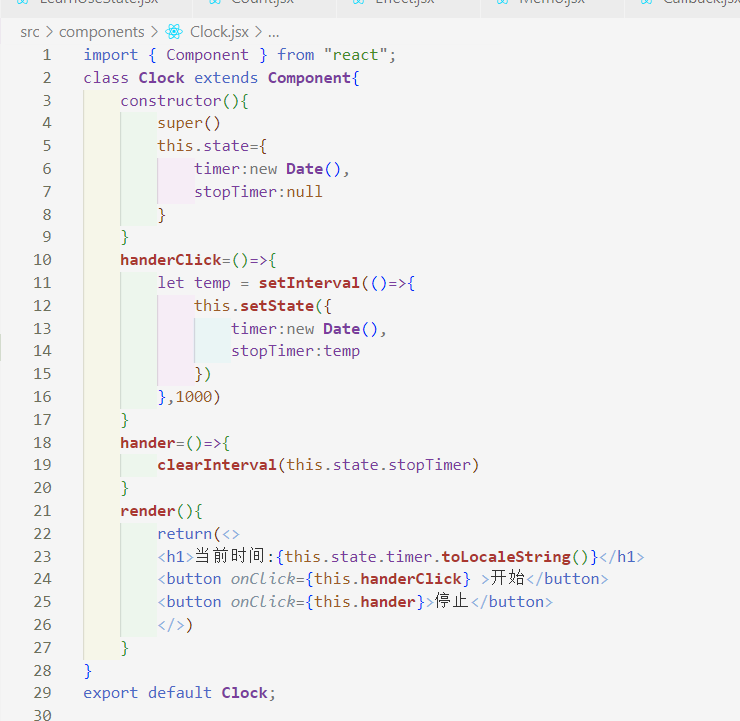 LearnUseState.jsx Count.jsx Effect.jsx Memo.jsx Callback.jsx
src > components > Clock.jsx > ...
1 import { Component } from "react";
2 class Clock extends Component{
3 constructor(){
4 super()
5 this.state={
6 timer:new Date(),
7 stopTimer:null
8 }
9 }
10 handerClick=()=>{
11 let temp = setInterval(()=>{
12 this.setState({
13 timer:new Date(),
14 stopTimer:temp
15 })
16 },1000)
17 }
18 hander=()=>{
19 clearInterval(this.state.stopTimer)
20 }
21 render(){
22 return(<>
23 <h1>当前时间:{this.state.timer.toLocaleString()}</h1>
24 <button onClick={this.handerClick} >开始</button>
25 <button onClick={this.hander}>停止</button>
26 </>)
27 }
28 }
29 export default Clock;
30